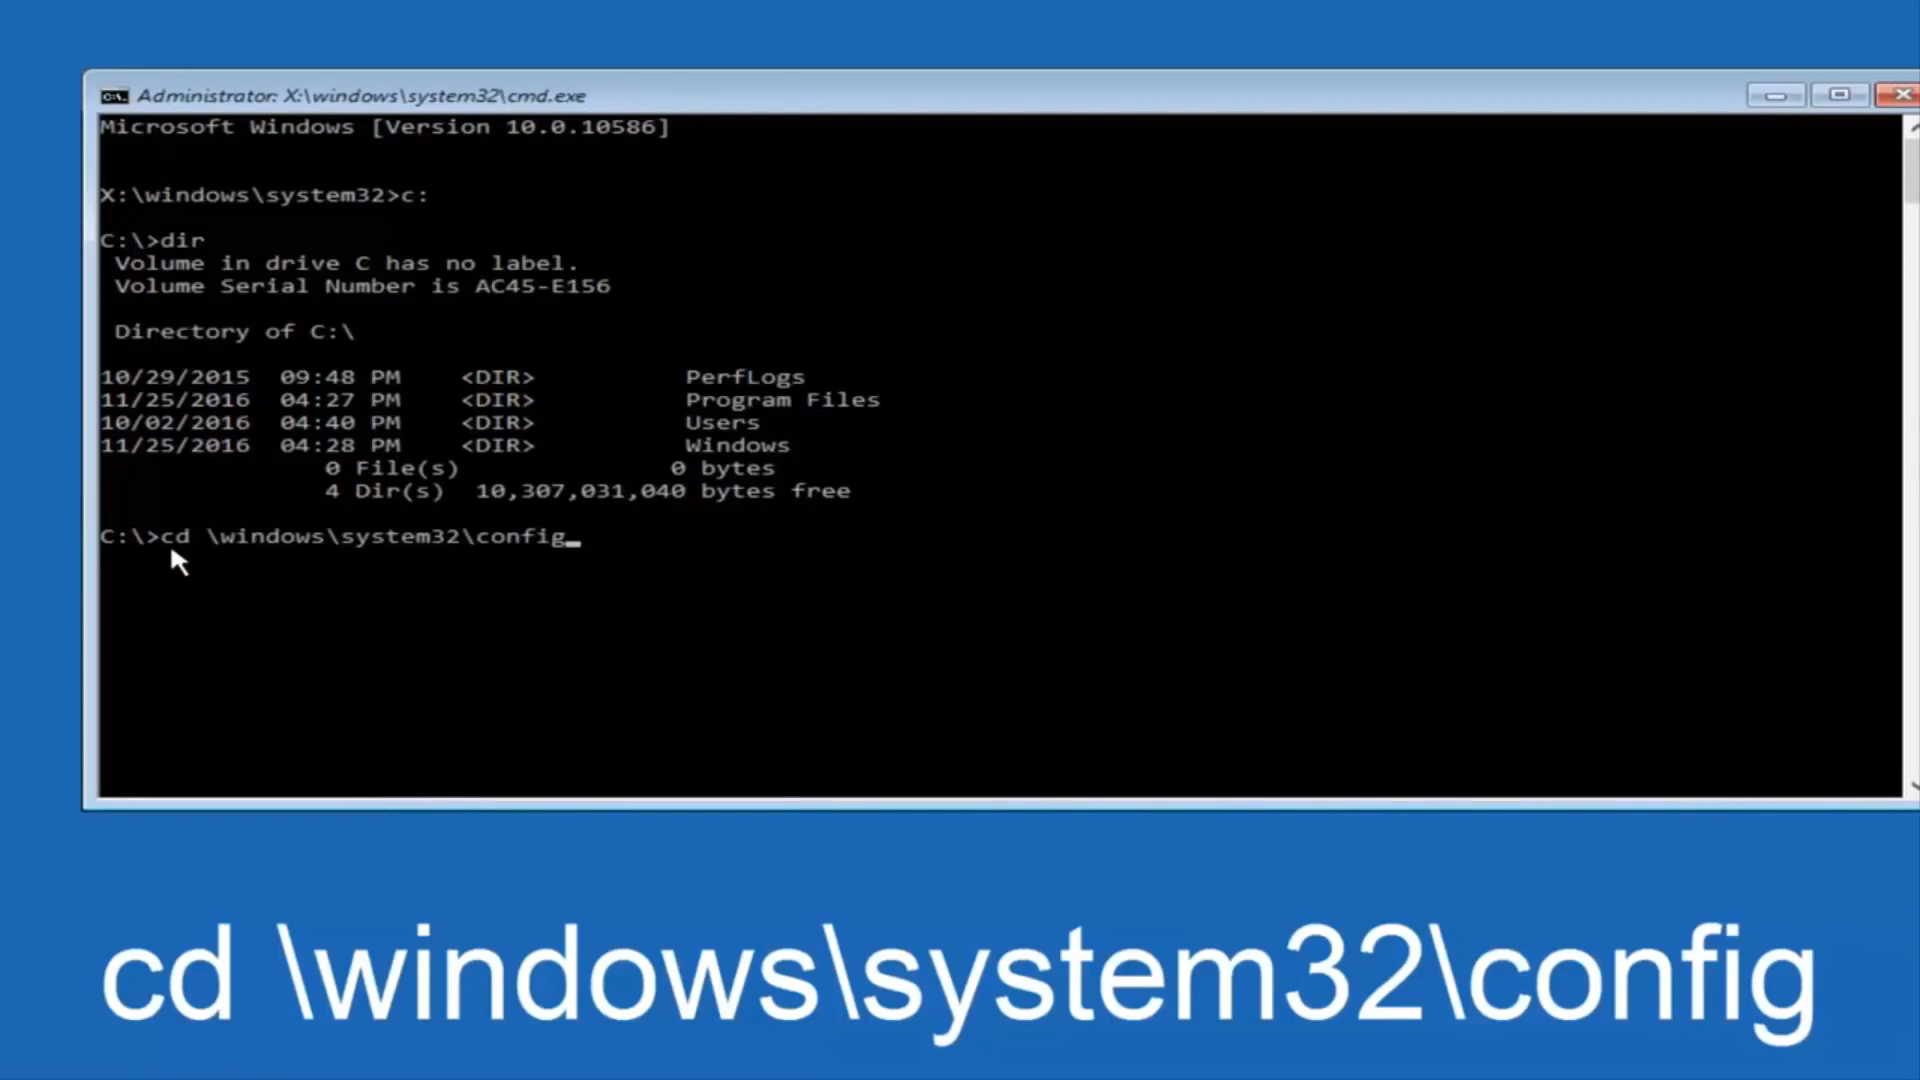 Administrator: X:\windows\system32\cmd.exe
Microsoft Windows [Version 10.0.10586]
X:\windows\system32>c:
C:\>dir
Volume in drive C has no label.
Volume Serial Number is AC45-E156
Directory of C:\
10/29/2015 09:48 PM <DIR> PerfLogs
11/25/2016 04:27 PM <DIR> Program Files
10/02/2016 04:40 PM <DIR> Users
11/25/2016 04:28 PM <DIR> Windows
0 File(s) 0 bytes
4 Dir(s) 10,307,031,040 bytes free
C:\>cd \windows\system32\config_
cd \windows\system32\config